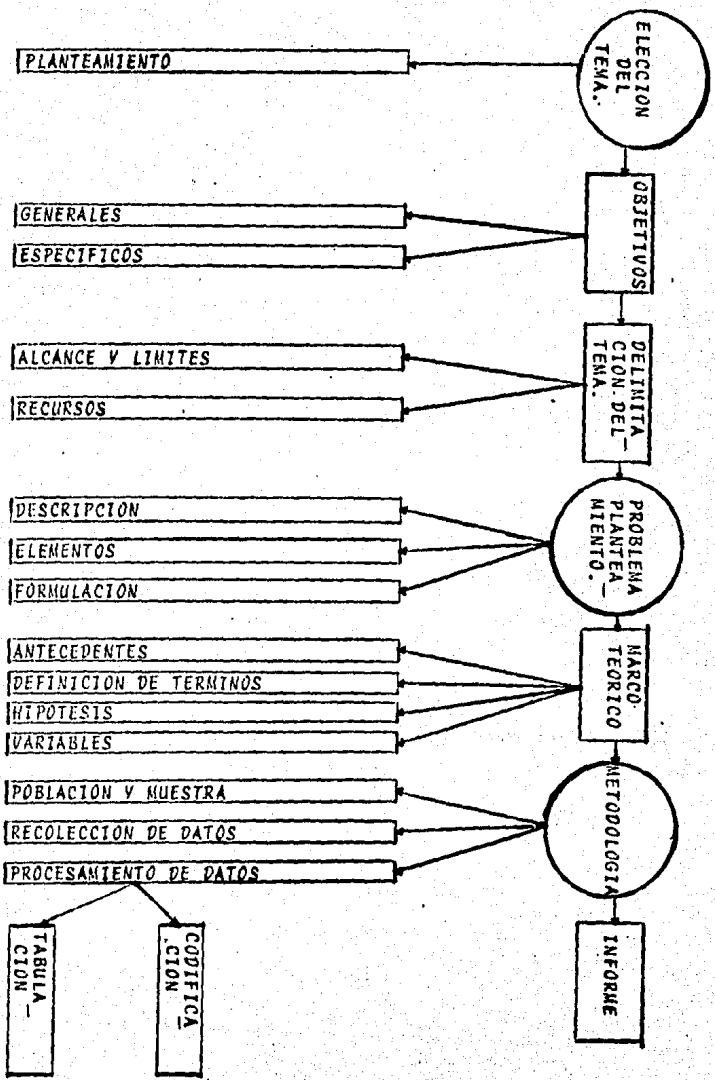 ELECCION
DEL
TEMA.
PLANTEAMIENTO
OBJETIVOS
GENERALES
ESPECIFICOS
DELIMITA_
CION DEL
TEMA.
ALCANCE Y LIMITES
RECURSOS
PROBLEMA
PLANTEA_
MIENTO.
DESCRIPCION
ELEMENTOS
FORMULACION
MARCO
TEORICO
ANTECEDENTES
DEFINICION DE TERMINOS
HIPOTESIS
VARIABLES
METODOLOGIA
POBLACION Y MUESTRA
RECOLECCION DE DATOS
PROCESAMIENTO DE DATOS
INFORME
CODIFICA_
CION
TABULA_
CION